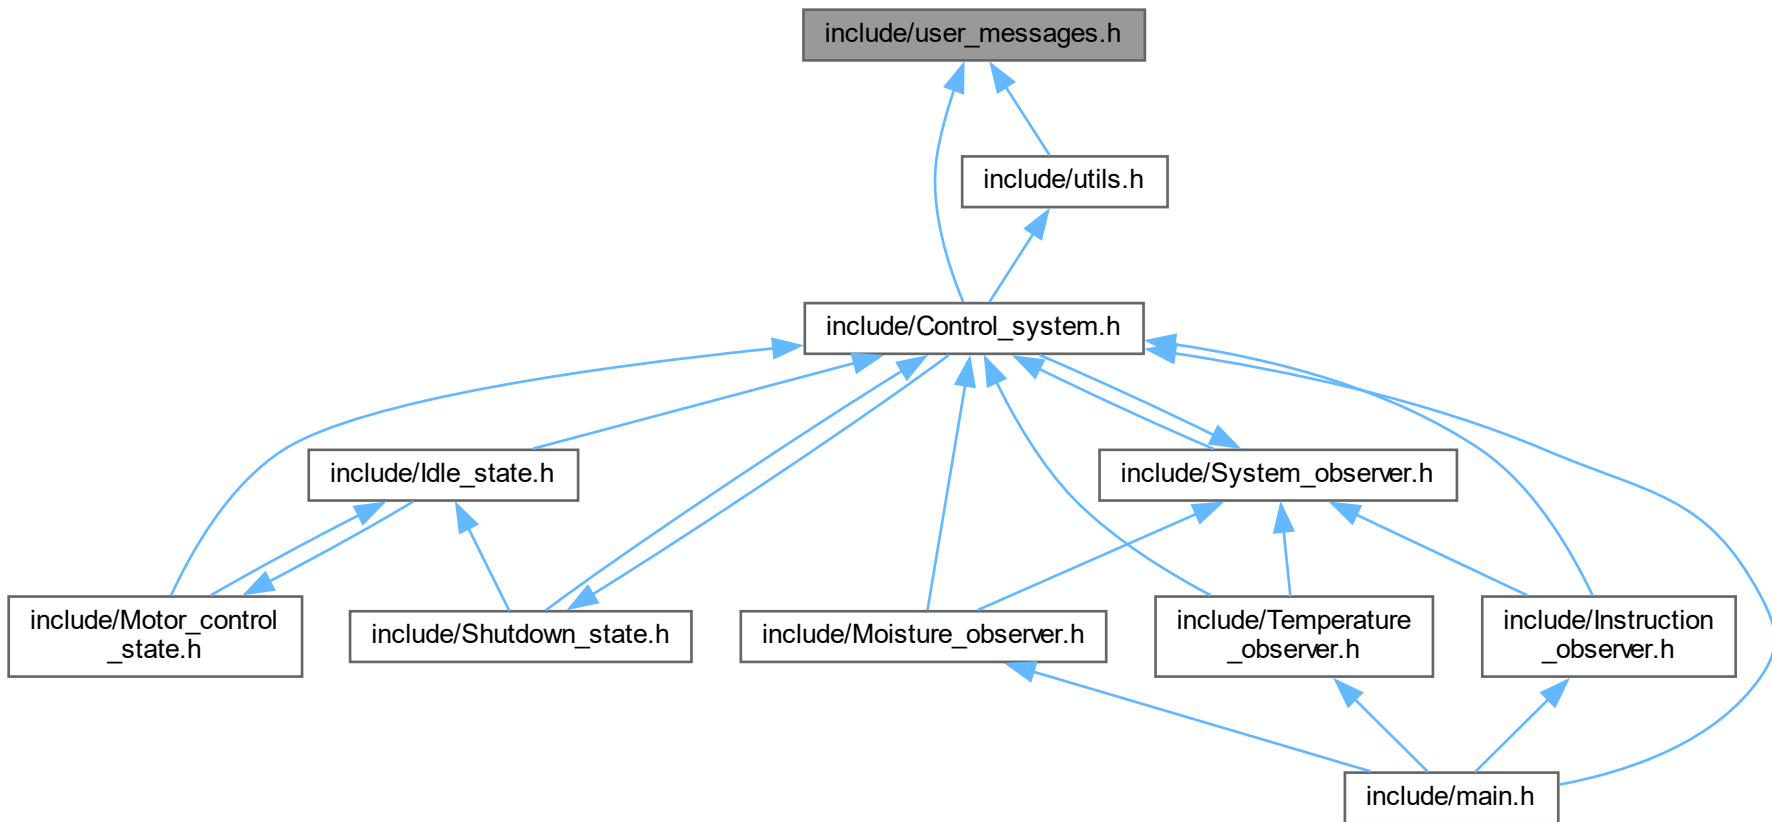 include/user_messages.h
include/utils.h
include/Control_system.h
include/Idle_state.h
include/System_observer.h
include/Motor_control
_state.h
include/Shutdown_state.h
include/Moisture_observer.h
include/Temperature
_observer.h
include/Instruction
_observer.h
include/main.h